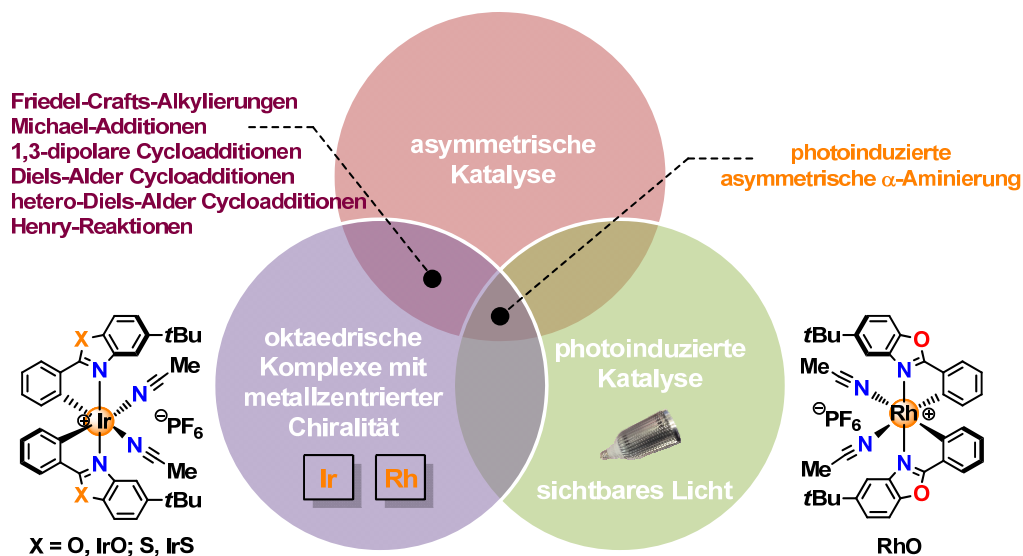 Friedel-Crafts-Alkylierungen
Michael-Additionen
1,3-dipolare Cycloadditionen
Diels-Alder Cycloadditionen
hetero-Diels-Alder Cycloadditionen
Henry-Reaktionen
asymmetrische
Katalyse
photoinduzierte
asymmetrische α-Aminierung
oktaedrische
Komplexe mit
metallzentrierter
Chiralität
Ir Rh
photoinduzierte
Katalyse
sichtbares Licht
X
tBu
N
Me
N
⊕
Ir
⊖PF6
N
N
Me
X
tBu
X = O, IrO; S, IrS
tBu
O
N
Me
N
⊖PF6
Rh
⊕
N
Me
N
tBu
O
RhO